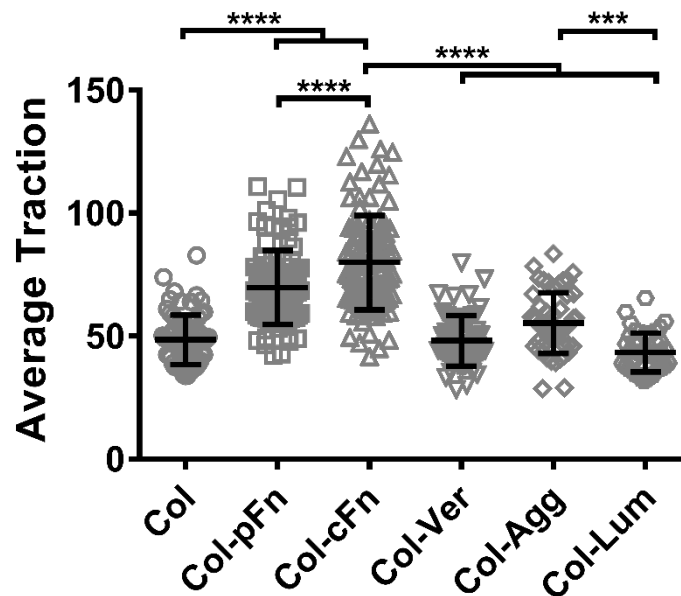 ****
****
***
****
Average Traction
150
100
50
0
Col
Col-pFn
Col-cFn
Col-Ver
Col-Agg
Col-Lum